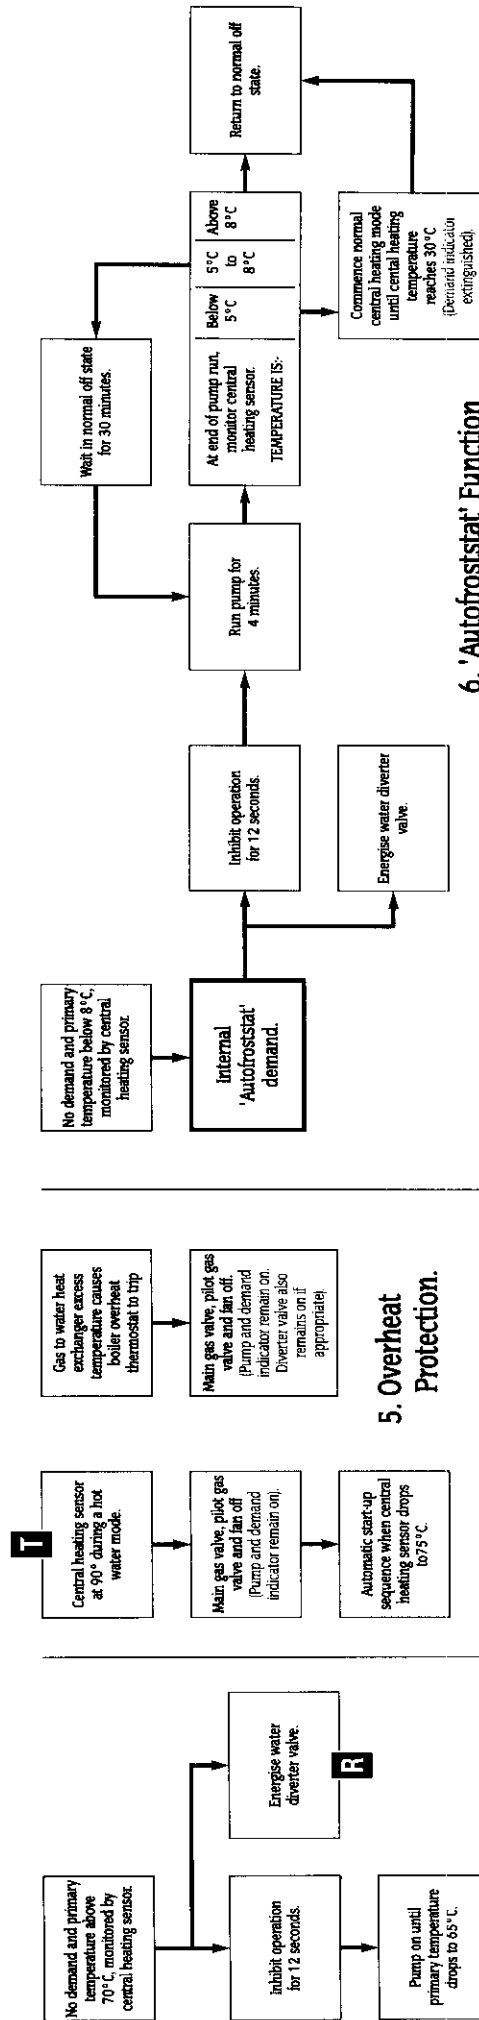 No demand and primary
temperature above
70°C, monitored by
central heating sensor.
Energise water
diverter valve.
R
Inhibit operation
for 12 seconds.
Pump on until
primary temperature
drops to 65°C.
T
Central heating sensor
at 90° during a hot
water mode.
Main gas valve, pilot gas
valve and fan off
(Pump and demand
indicator remain on).
Automatic start-up
sequence when central
heating sensor drops
to75°C.
Gas to water heat
exchanger excess
temperature causes
boiler overheat
thermostat to trip
Main gas valve, pilot gas
valve and fan off.
(Pump and demand
indicator remain on.
Diverter valve also
remains on if
appropriate).
5. Overheat
Protection.
No demand and primary
temperature below 8°C,
monitored by central
heating sensor.
Internal
'Autofroststat'
demand.
Inhibit operation
for 12 seconds.
Energise water diverter
valve.
Run pump for
4 minutes.
Wait in normal off state
for 30 minutes.
At end of pump run,
monitor central
heating sensor.
TEMPERATURE IS:-
Below
5°C
5°C
to
8°C
Above
8°C
Return to normal off
state.
Commence normal
central heating mode
until cental heating
temperature
reaches 30°C
(Demand indicator
extinguished).
6. 'Autofroststat' Function